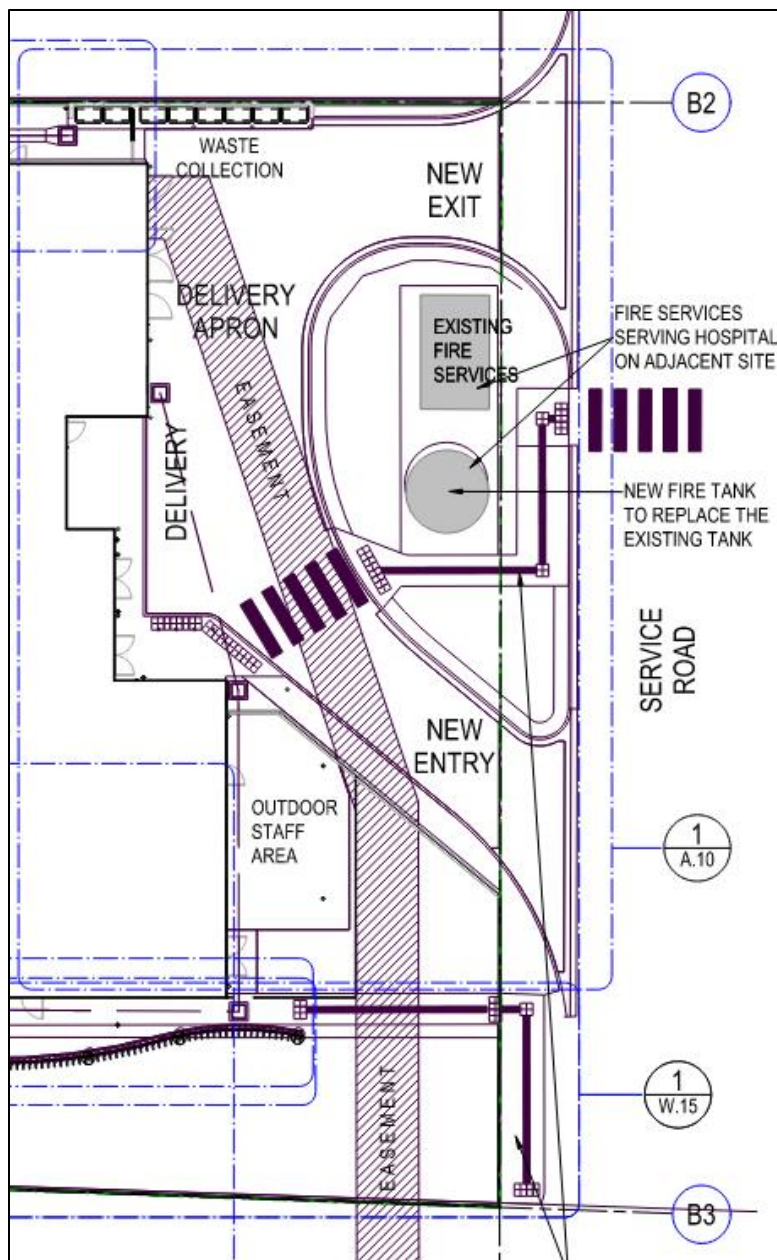 B2
WASTE
COLLECTION
NEW
EXIT
DELIVERY
APRON
EXISTING
FIRE
SERVICES
FIRE SERVICES
SERVING HOSPITAL
ON ADJACENT SITE
EASEMENT
DELIVERY
NEW FIRE TANK
TO REPLACE THE
EXISTING TANK
SERVICE
ROAD
NEW
ENTRY
OUTDOOR
STAFF
AREA
1
A.10
1
W.15
EASEMENT
B3